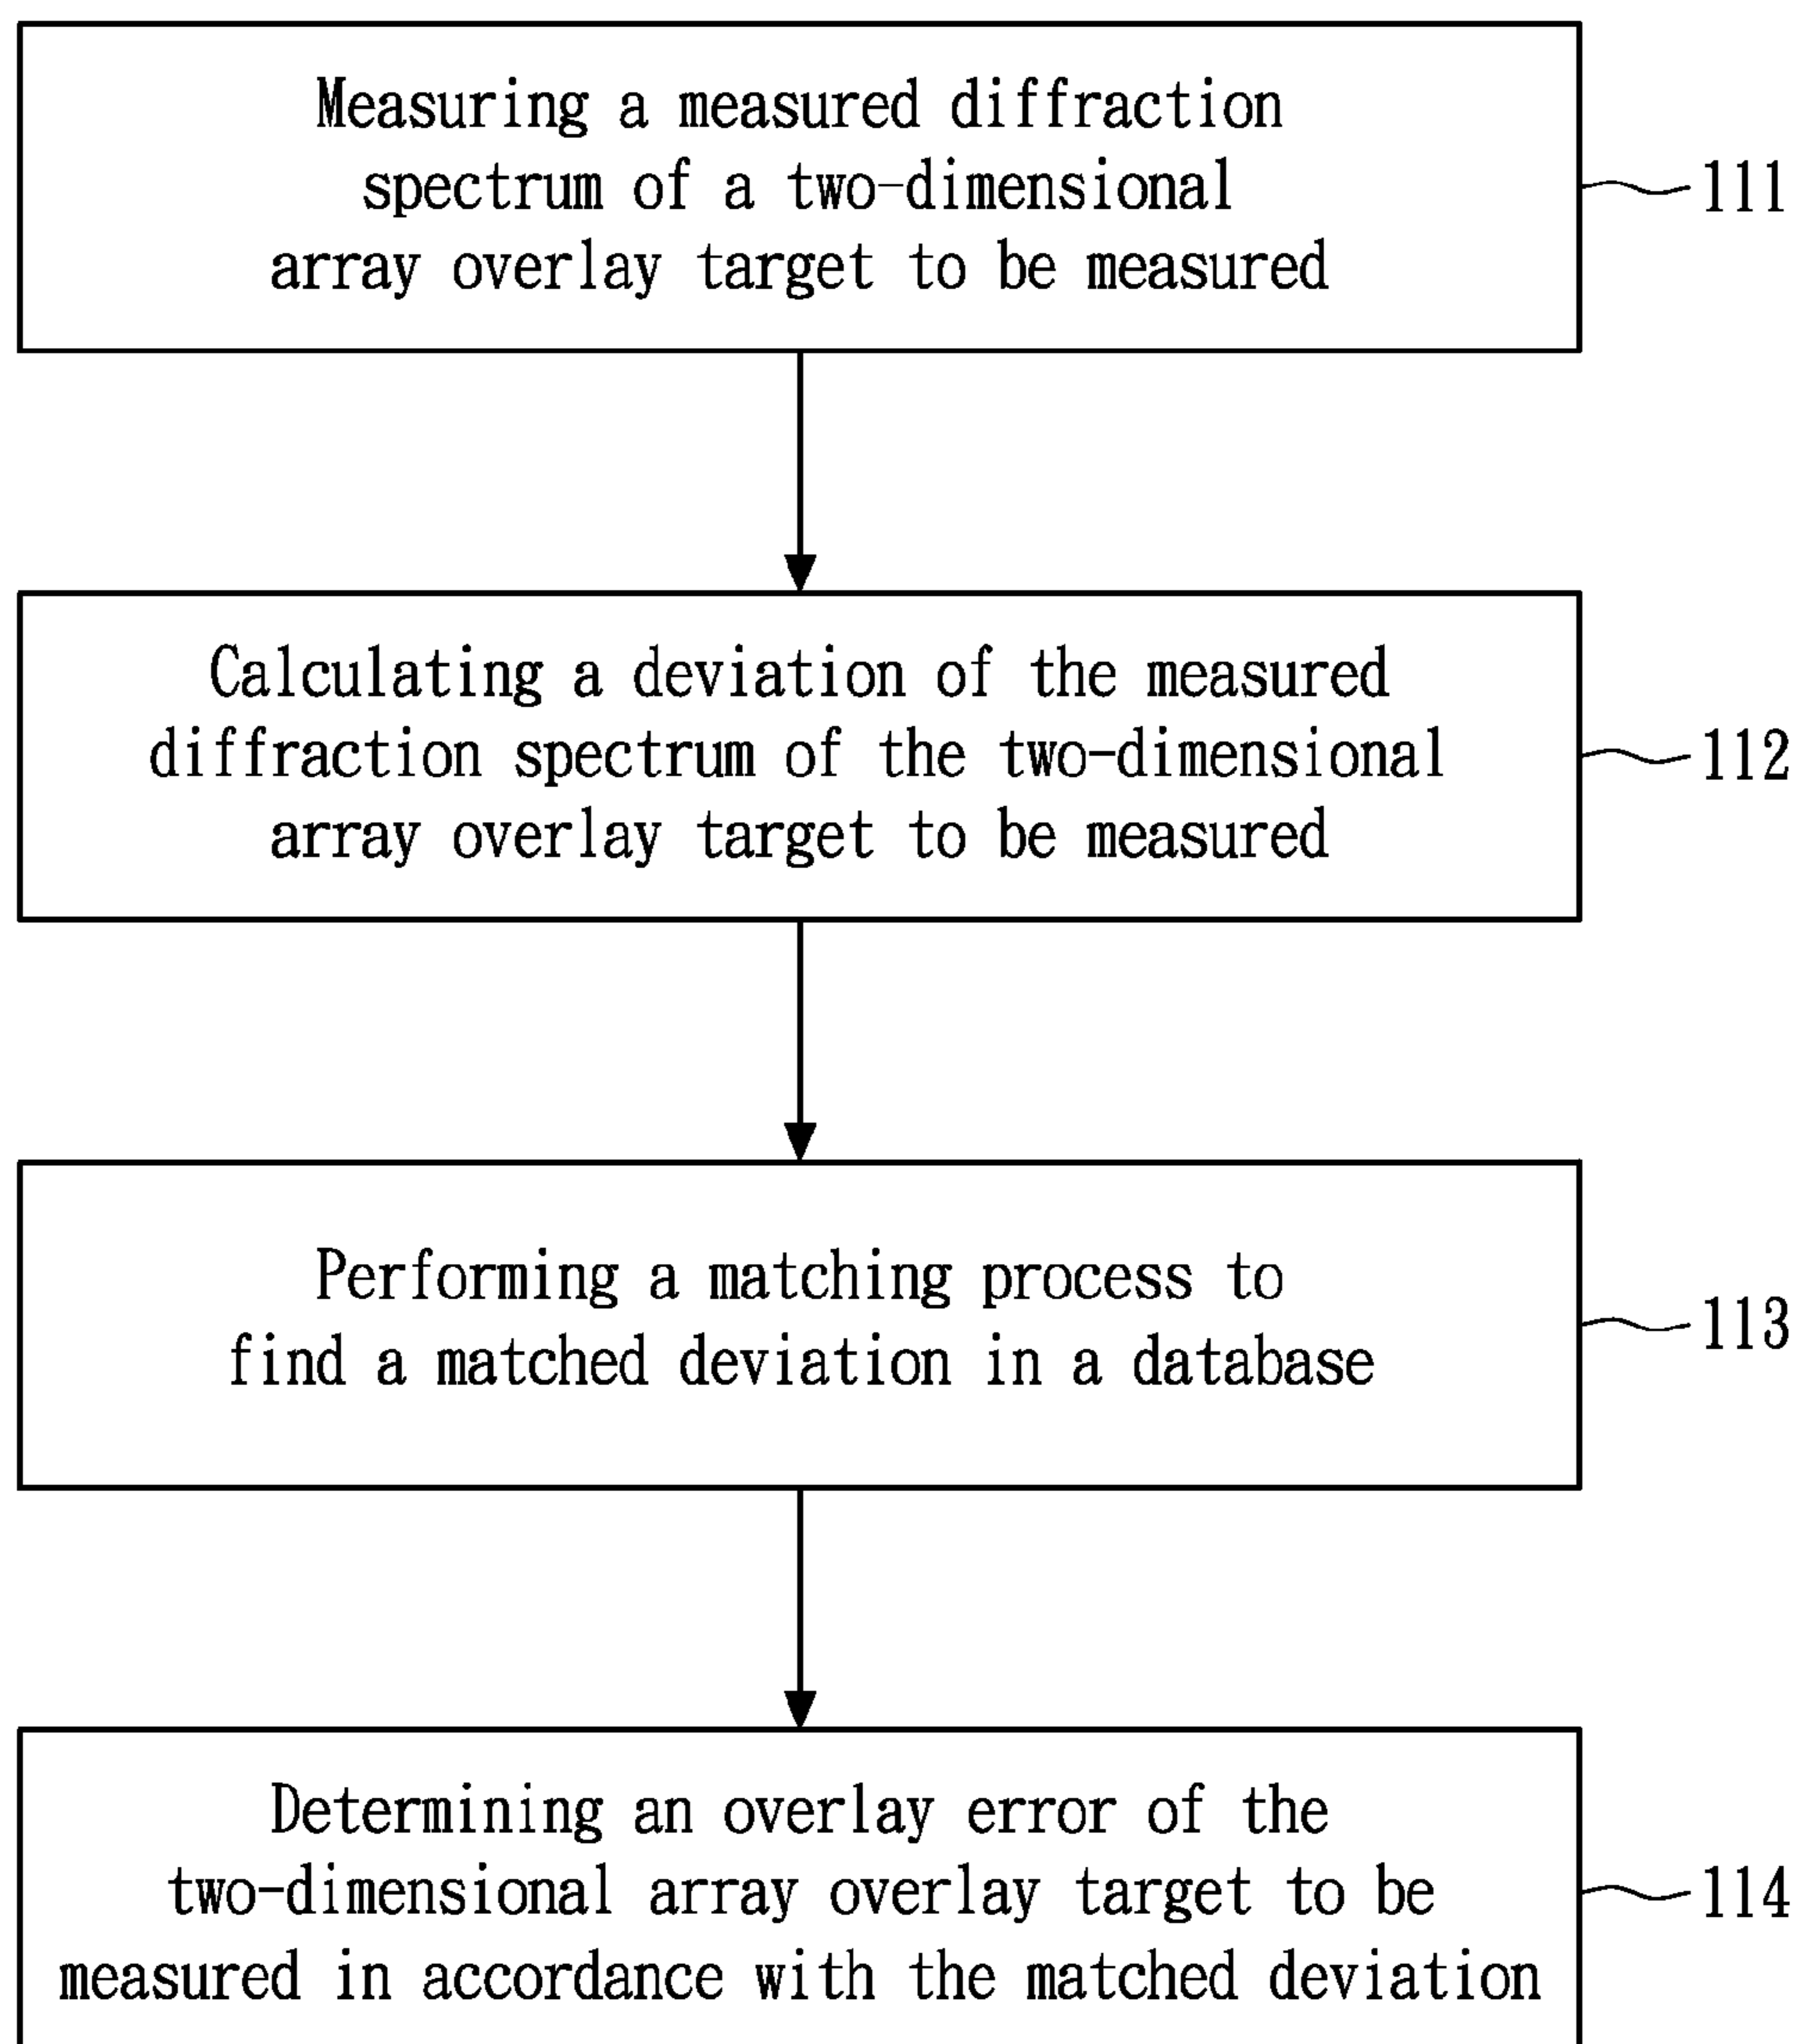 Measuring a measured diffraction
spectrum of a two-dimensional
array overlay target to be measured
111
Calculating a deviation of the measured
diffraction spectrum of the two-dimensional
array overlay target to be measured
112
Performing a matching process to
find a matched deviation in a database
113
Determining an overlay error of the
two-dimensional array overlay target to be
measured in accordance with the matched deviation
114